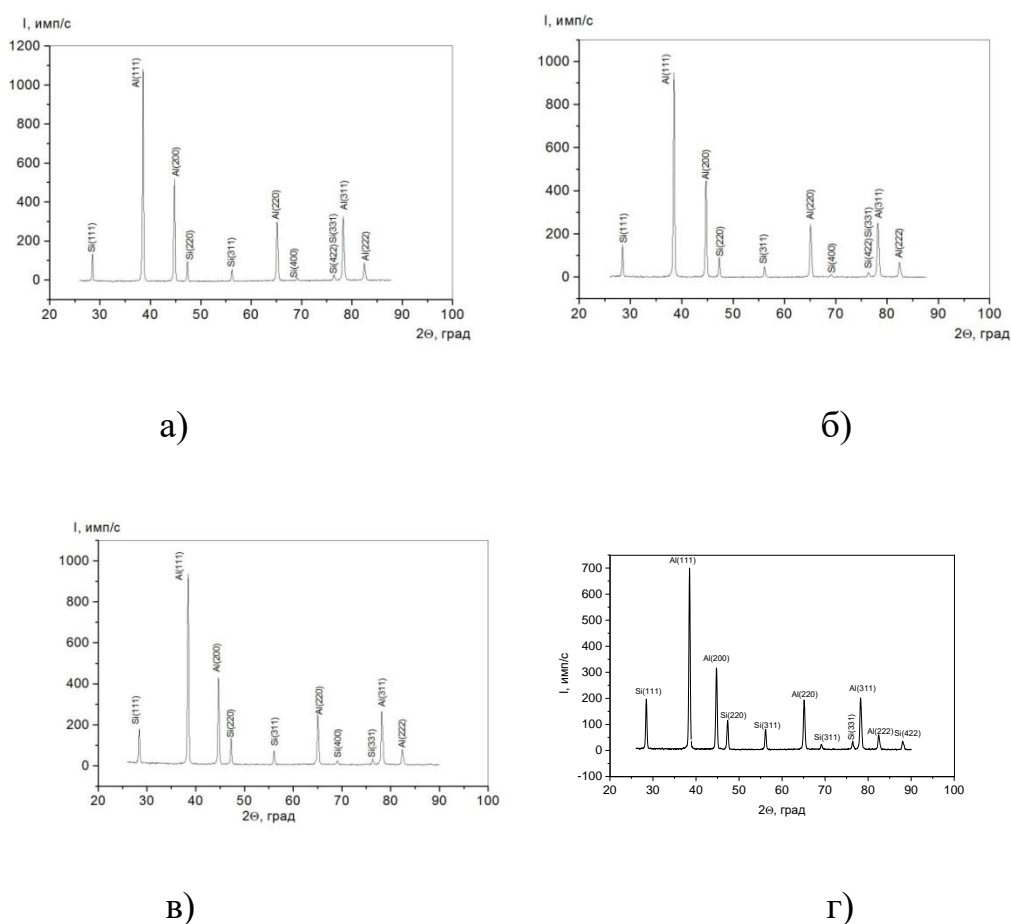 I, имп/с
1200
1000
800
600
400
200
0
Si(111)
Al(111)
Al(200)
Si(220)
Si(311)
Al(220)
Si(400)
Si(422) Si(331)
Al(311)
Al(222)
20 30 40 50 60 70 80 90 100
2Θ, град
а)
I, имп/с
1000
800
600
400
200
0
Si(111)
Al(111)
Al(200)
Si(220)
Si(311)
Al(220)
Si(400)
Si(422) Si(331)
Al(311)
Al(222)
20 30 40 50 60 70 80 90 100
2Θ, град
б)
I, имп/с
1000
800
600
400
200
0
Si(111)
Al(111)
Al(200)
Si(220)
Si(311)
Al(220)
Si(400)
Si(331)
Al(311)
Al(222)
20 30 40 50 60 70 80 90 100
2Θ, град
в)
I, имп/с
700
600
500
400
300
200
100
0
-100
Si(111)
Al(111)
Al(200)
Si(220)
Si(311)
Al(220)
Si(311)
Si(331)
Al(311)
Al(222)
Si(422)
20 30 40 50 60 70 80 90 100
2Θ, град
г)